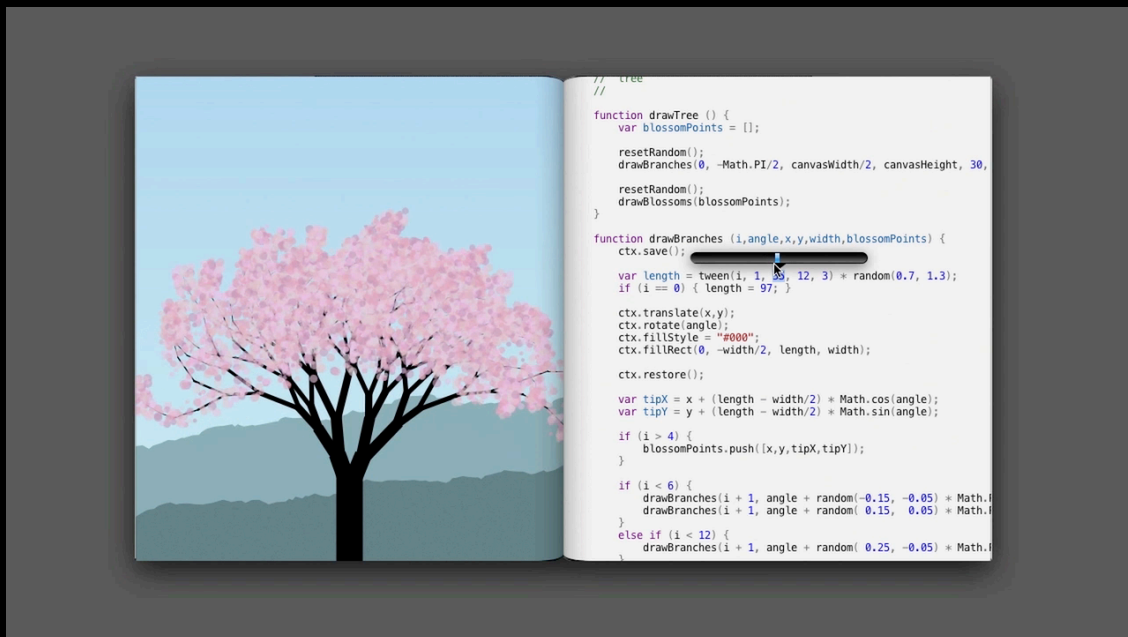 // tree
//
function drawTree () {
var blossomPoints = [];
resetRandom();
drawBranches(0, -Math.PI/2, canvasWidth/2, canvasHeight, 30,
resetRandom();
drawBlossoms(blossomPoints);
}
function drawBranches (i,angle,x,y,width,blossomPoints) {
ctx.save();
var length = tween(i, 1, , 12, 3) * random(0.7, 1.3);
if (i == 0) { length = 97; }
ctx.translate(x,y);
ctx.rotate(angle);
ctx.fillStyle = "#000";
ctx.fillRect(0, -width/2, length, width);
ctx.restore();
var tipX = x + (length - width/2) * Math.cos(angle);
var tipY = y + (length - width/2) * Math.sin(angle);
if (i > 4) {
blossomPoints.push([x,y,tipX,tipY]);
}
if (i < 6) {
drawBranches(i + 1, angle + random(-0.15, -0.05) * Math.
drawBranches(i + 1, angle + random( 0.15,  0.05) * Math.
}
else if (i < 12) {
drawBranches(i + 1, angle + random( 0.25, -0.05) * Math.
}